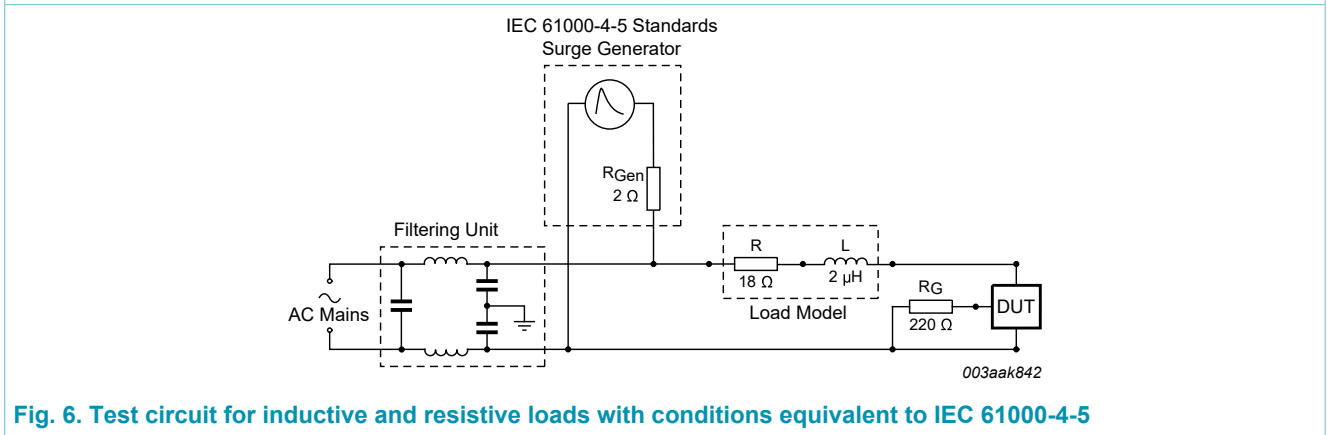 IEC 61000-4-5 Standards
Surge Generator
RGen
2 Ω
Filtering Unit
R
L
18 Ω
2 μH
Load Model
RG
220 Ω
DUT
AC Mains
003aak842
Fig. 6. Test circuit for inductive and resistive loads with conditions equivalent to IEC 61000-4-5